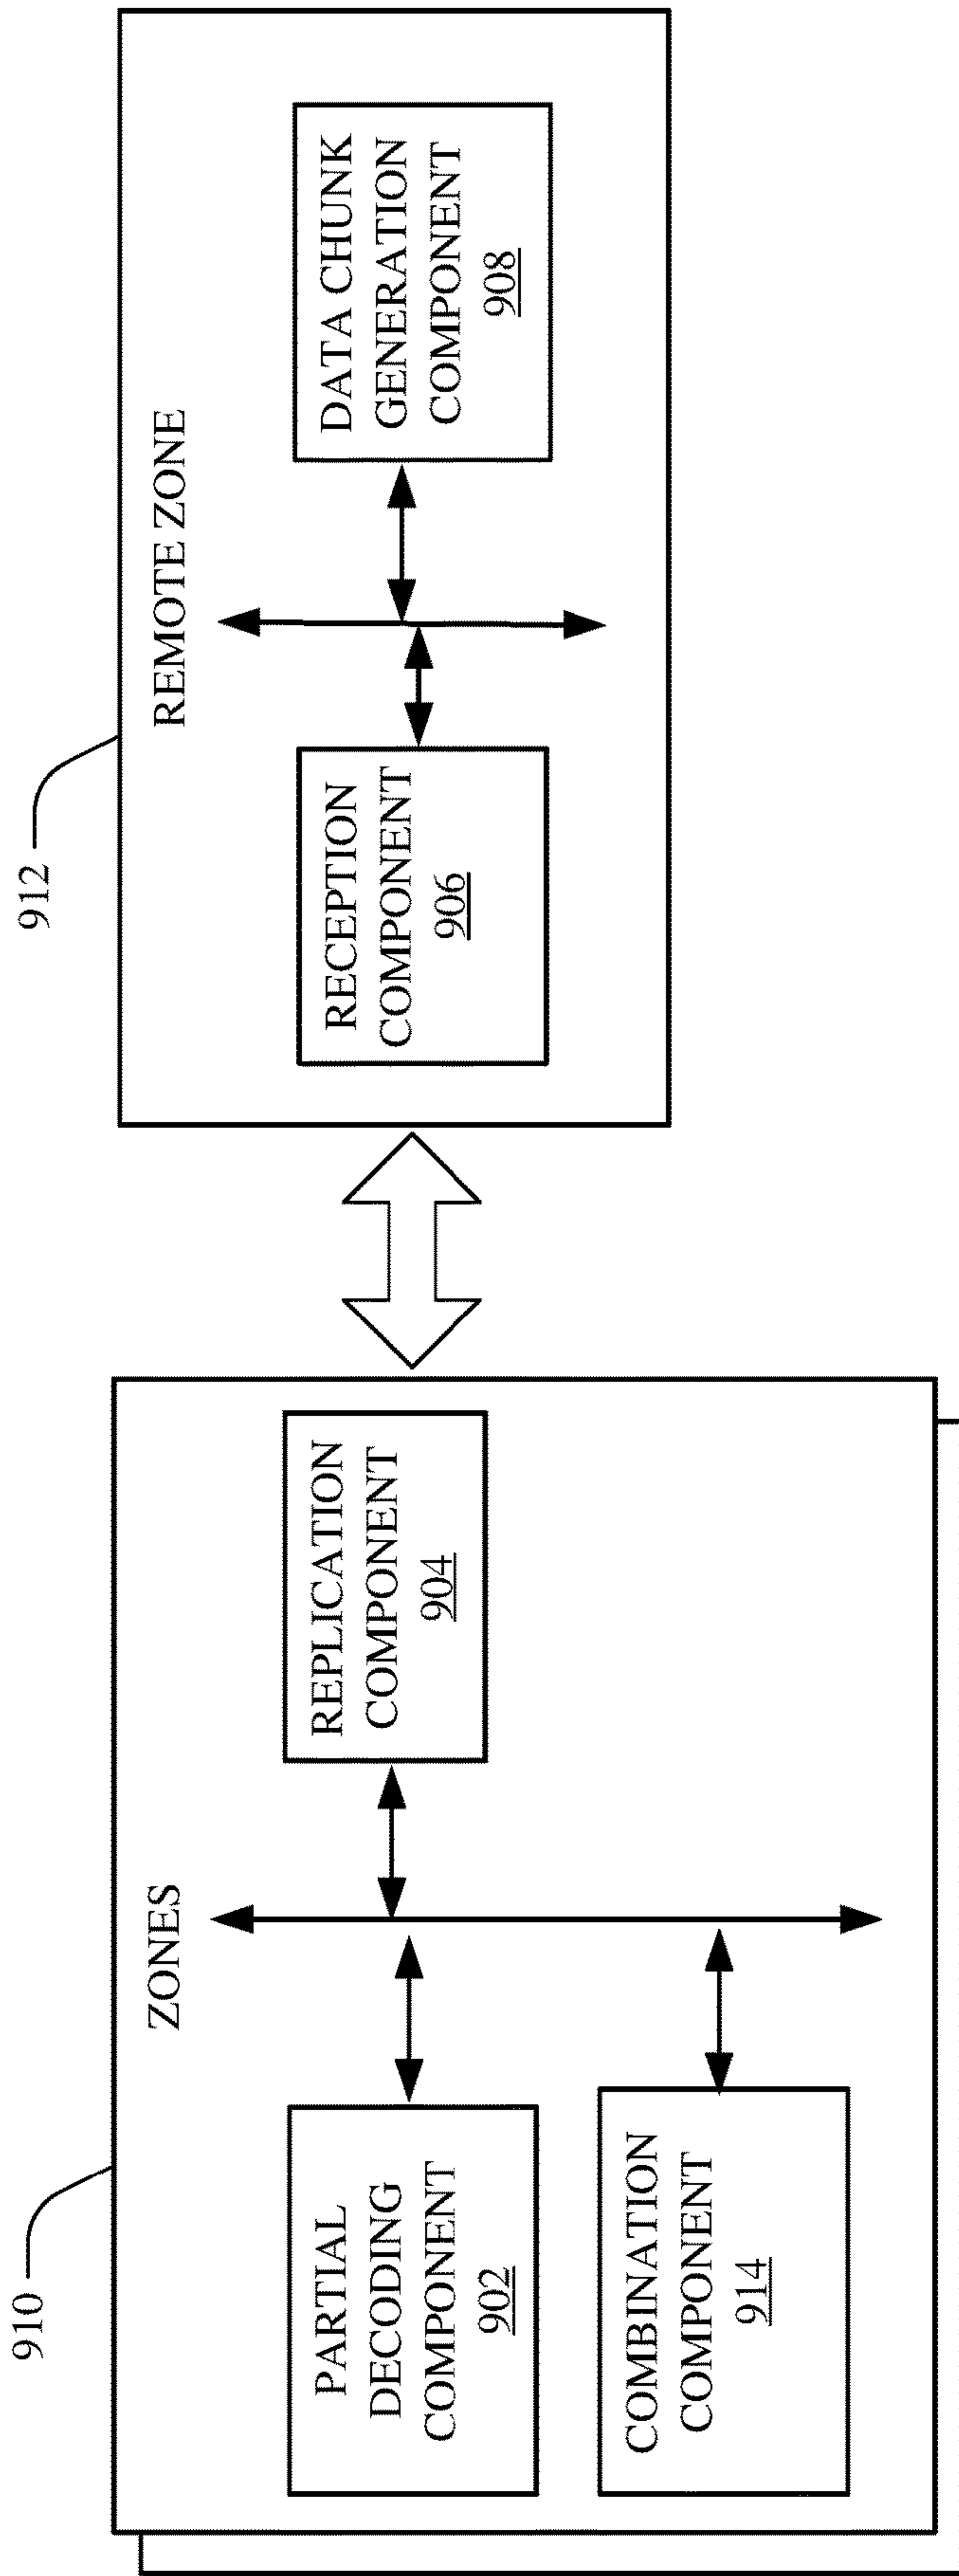 910
ZONES
PARTIAL
DECODING
COMPONENT
902
REPLICATION
COMPONENT
904
COMBINATION
COMPONENT
914
912
REMOTE ZONE
RECEPTION
COMPONENT
906
DATA CHUNK
GENERATION
COMPONENT
908